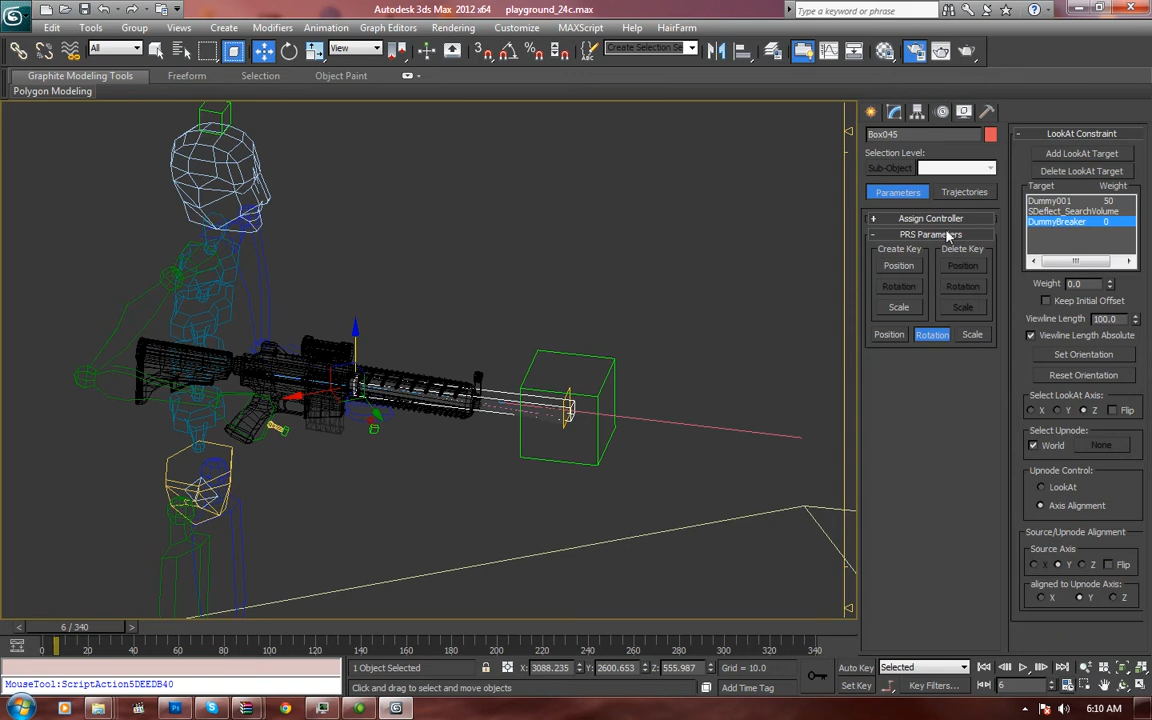 Autodesk 3ds Max 2012 x64 playground_24c.max
Type a keyword or phrase
Edit Tools Group Views Create Modifiers Animation Graph Editors Rendering Customize MAXScript Help HairFarm
All View Create Selection Se
Graphite Modeling Tools Freeform Selection Object Paint
Polygon Modeling
Box045
Selection Level:
Sub-Object
Parameters Trajectories
+ Assign Controller
- PRS Parameters
Create Key Delete Key
Position Position
Rotation Rotation
Scale Scale
Position Rotation Scale
- LookAt Constraint
Add LookAt Target
Delete LookAt Target
Target Weight
Dummy001 50
SDeflect_SearchVolume
DummyBreaker 0
Weight 0.0
Keep Initial Offset
Viewline Length 100.0
Viewline Length Absolute
Set Orientation
Reset Orientation
Select LookAt Axis:
X Y Z Flip
Select Upnode:
World None
Upnode Control:
LookAt
Axis Alignment
Source/Upnode Alignment
Source Axis
X Y Z Flip
aligned to Upnode Axis:
X Y Z
< 6 / 340 >
0 20 40 60 80 100 120 140 160 180 200 220 240 260 280 300 320 340
1 Object Selected X: 3088.235 Y: 2600.653 Z: 555.987 Grid = 10.0 Auto Key Selected
MouseTool:ScriptAction5DEEDB40
Click and drag to select and move objects Add Time Tag Set Key Key Filters... 6
6:10 AM